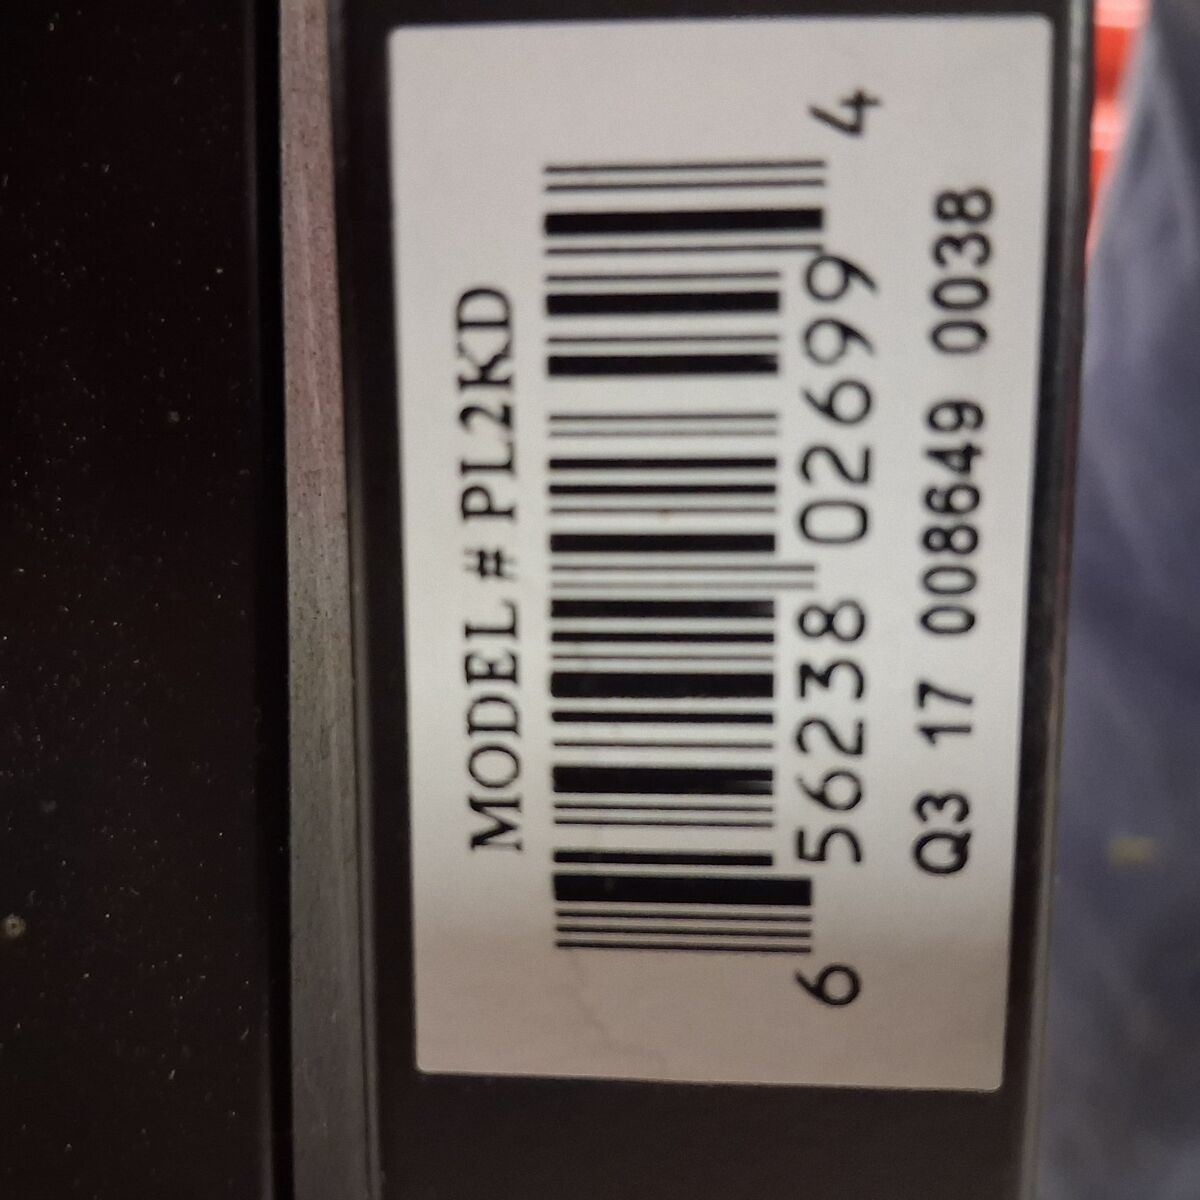 MODEL # PL2KD
6 56238 02699 4
Q3 17 008649 0038